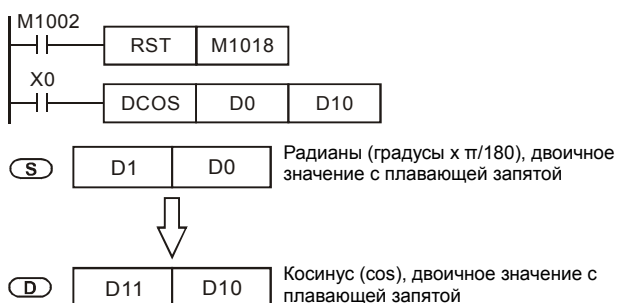 M1002
RST M1018
X0
DCOS D0 D10
S D1 D0 Радианы (градусы x π/180), двоичное
значение с плавающей запятой
D D11 D10 Косинус (cos), двоичное значение с
плавающей запятой